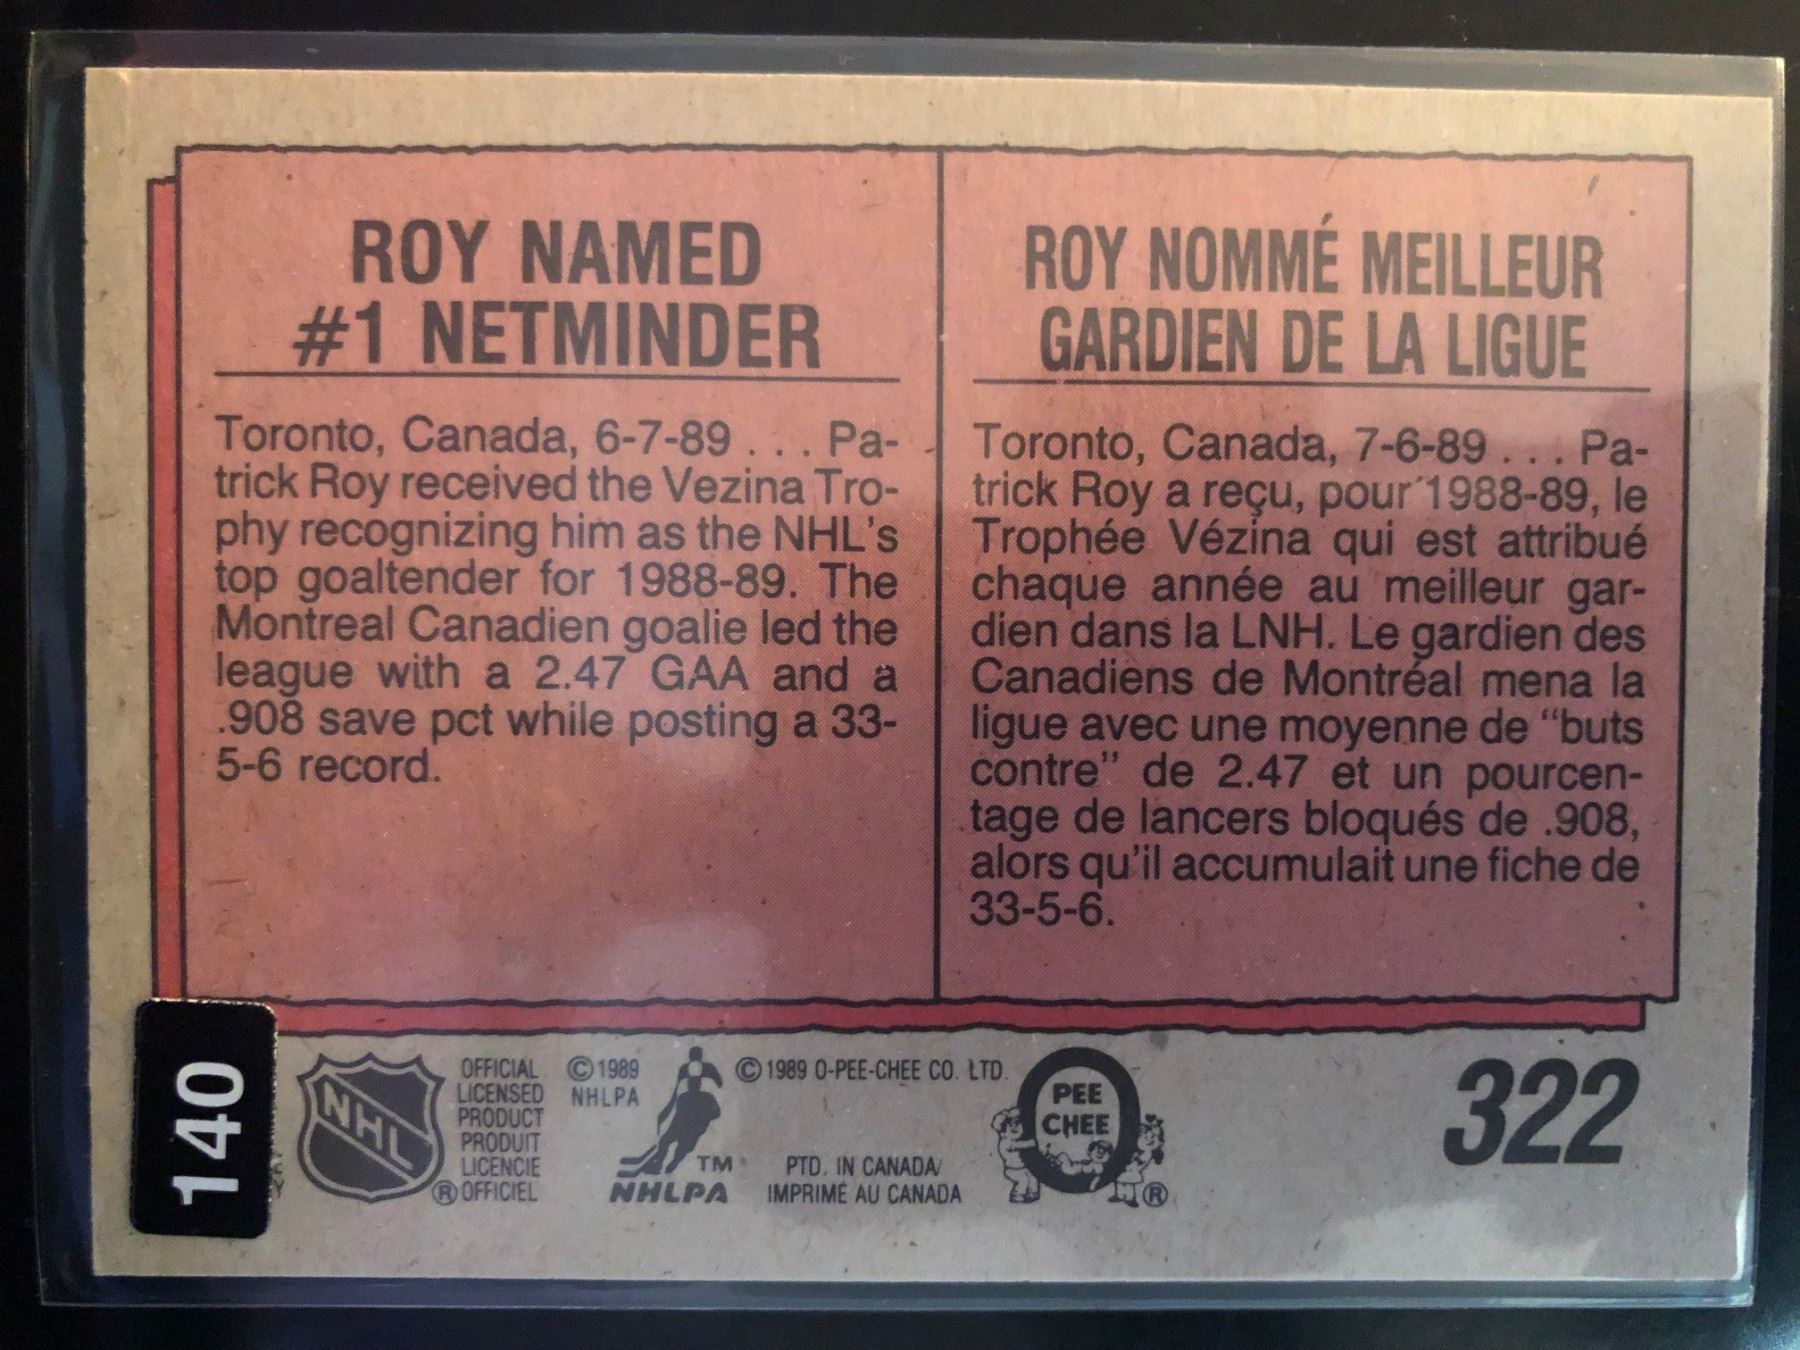 ROY NAMED
#1 NETMINDER
Toronto, Canada, 6-7-89 . . . Pa-
trick Roy received the Vezina Tro-
phy recognizing him as the NHL's
top goaltender for 1988-89. The
Montreal Canadien goalie led the
league with a 2.47 GAA and a
.908 save pct while posting a 33-
5-6 record.
ROY NOMMÉ MEILLEUR
GARDIEN DE LA LIGUE
Toronto, Canada, 7-6-89 . . . Pa-
trick Roy a reçu, pour 1988-89, le
Trophée Vézina qui est attribué
chaque année au meilleur gar-
dien dans la LNH. Le gardien des
Canadiens de Montréal mena la
ligue avec une moyenne de "buts
contre" de 2.47 et un pourcen-
tage de lancers bloqués de .908,
alors qu'il accumulait une fiche de
33-5-6.
140
NHL
OFFICIAL
LICENSED
PRODUCT
PRODUIT
LICENCIE
® OFFICIEL
© 1989
NHLPA
TM
NHLPA
© 1989 O-PEE-CHEE CO. LTD.
PTD. IN CANADA/
IMPRIMÉ AU CANADA
O
PEE
CHEE
®
322